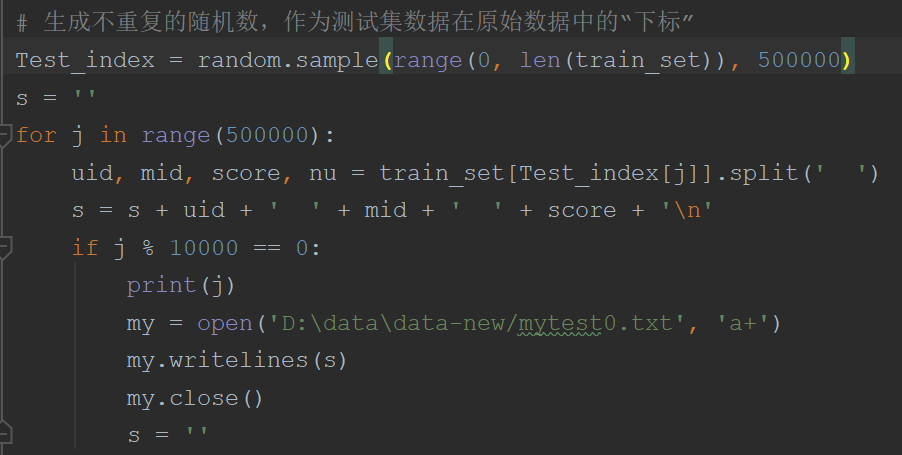 # 生成不重复的随机数，作为测试集数据在原始数据中的“下标”
Test_index = random.sample(range(0, len(train_set)), 500000)
s = ''
for j in range(500000):
    uid, mid, score, nu = train_set[Test_index[j]].split('  ')
    s = s + uid + '  ' + mid + '  ' + score + '\n'
    if j % 10000 == 0:
        print(j)
        my = open('D:\data\data-new/mytest0.txt', 'a+')
        my.writelines(s)
        my.close()
        s = ''